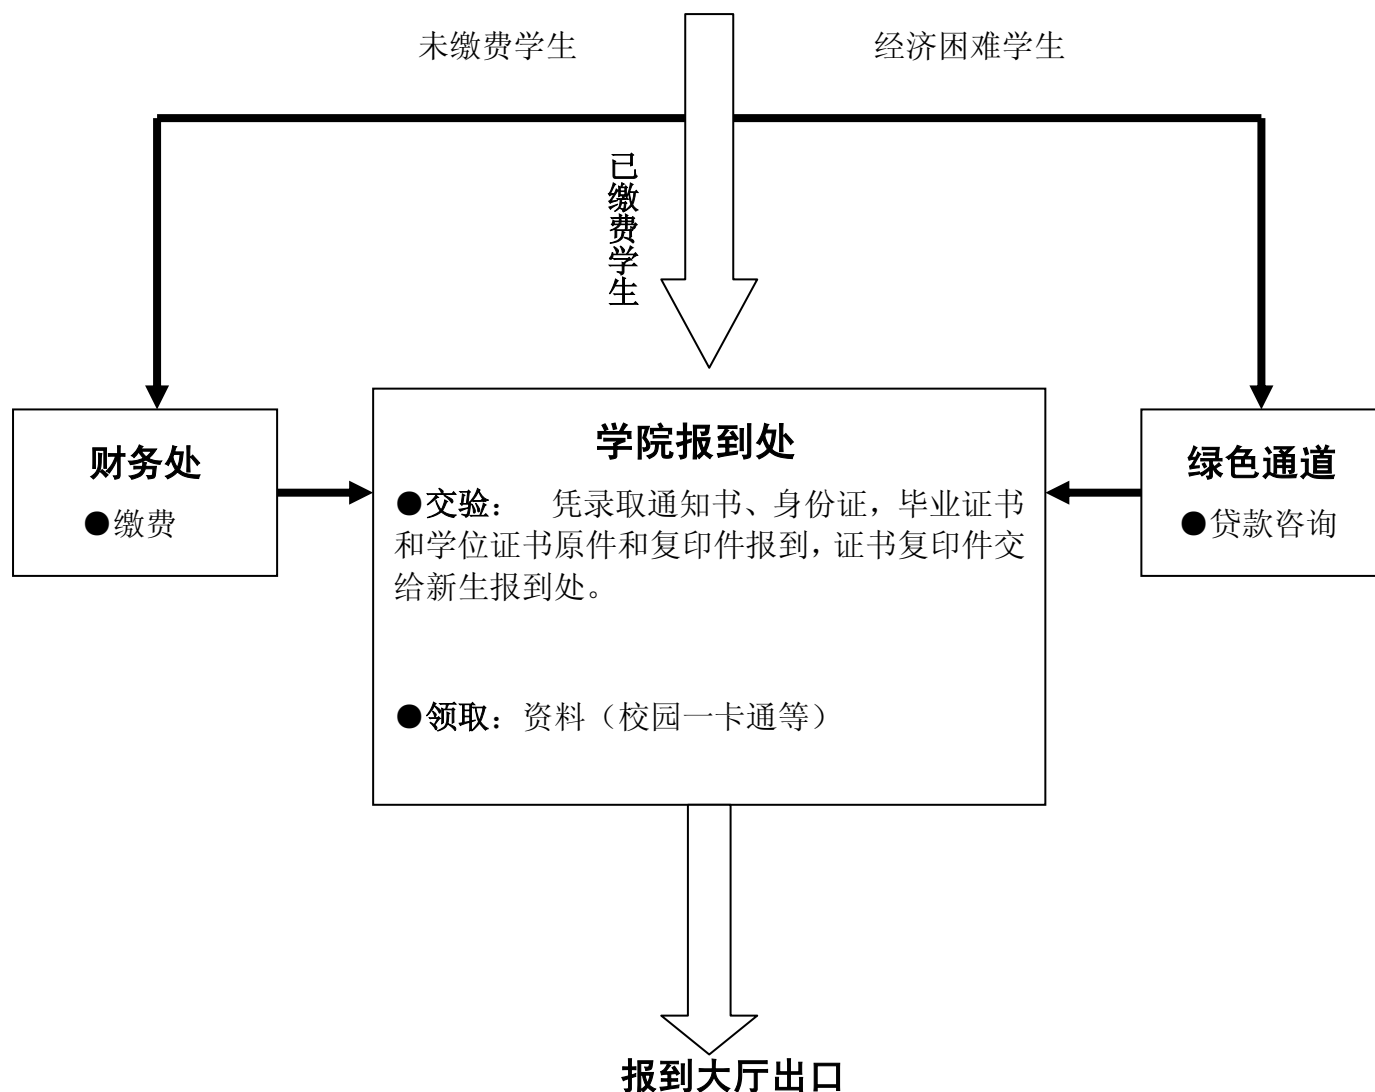 未缴费学生
经济困难学生
已缴费学生
财务处
●缴费
学院报到处
●交验： 凭录取通知书、身份证，毕业证书
和学位证书原件和复印件报到，证书复印件交
给新生报到处。
●领取：资料（校园一卡通等）
绿色通道
●贷款咨询
报到大厅出口